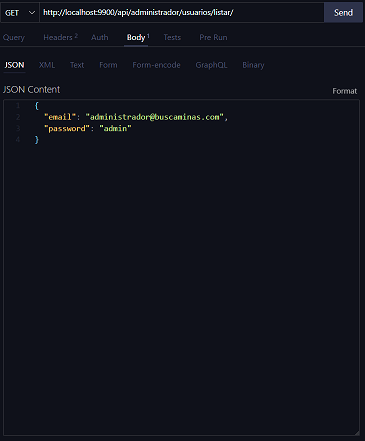 GET http://localhost:9900/api/administrador/usuarios/listar/ Send
Query Headers 2 Auth Body 1 Tests Pre Run
JSON XML Text Form Form-encode GraphQL Binary
JSON Content Format
1 {
2 "email": "administrador@buscaminas.com",
3 "password": "admin"
4 }